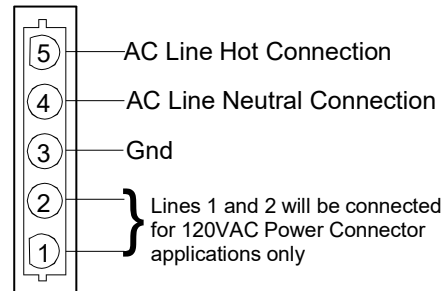 5 AC Line Hot Connection
4 AC Line Neutral Connection
3 Gnd
2
Lines 1 and 2 will be connected
for 120VAC Power Connector
applications only
1